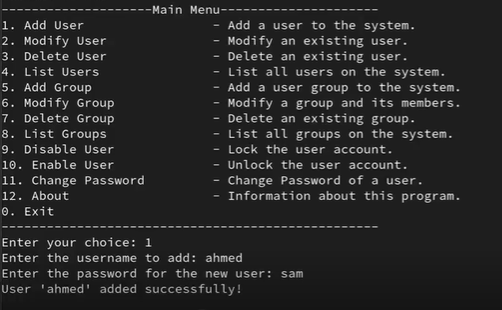 --------------------Main Menu---------------------
1. Add User - Add a user to the system.
2. Modify User - Modify an existing user.
3. Delete User - Delete an existing user.
4. List Users - List all users on the system.
5. Add Group - Add a user group to the system.
6. Modify Group - Modify a group and its members.
7. Delete Group - Delete an existing group.
8. List Groups - List all groups on the system.
9. Disable User - Lock the user account.
10. Enable User - Unlock the user account.
11. Change Password - Change Password of a user.
12. About - Information about this program.
0. Exit
--------------------------------------------------
Enter your choice: 1
Enter the username to add: ahmed
Enter the password for the new user: sam
User 'ahmed' added successfully!